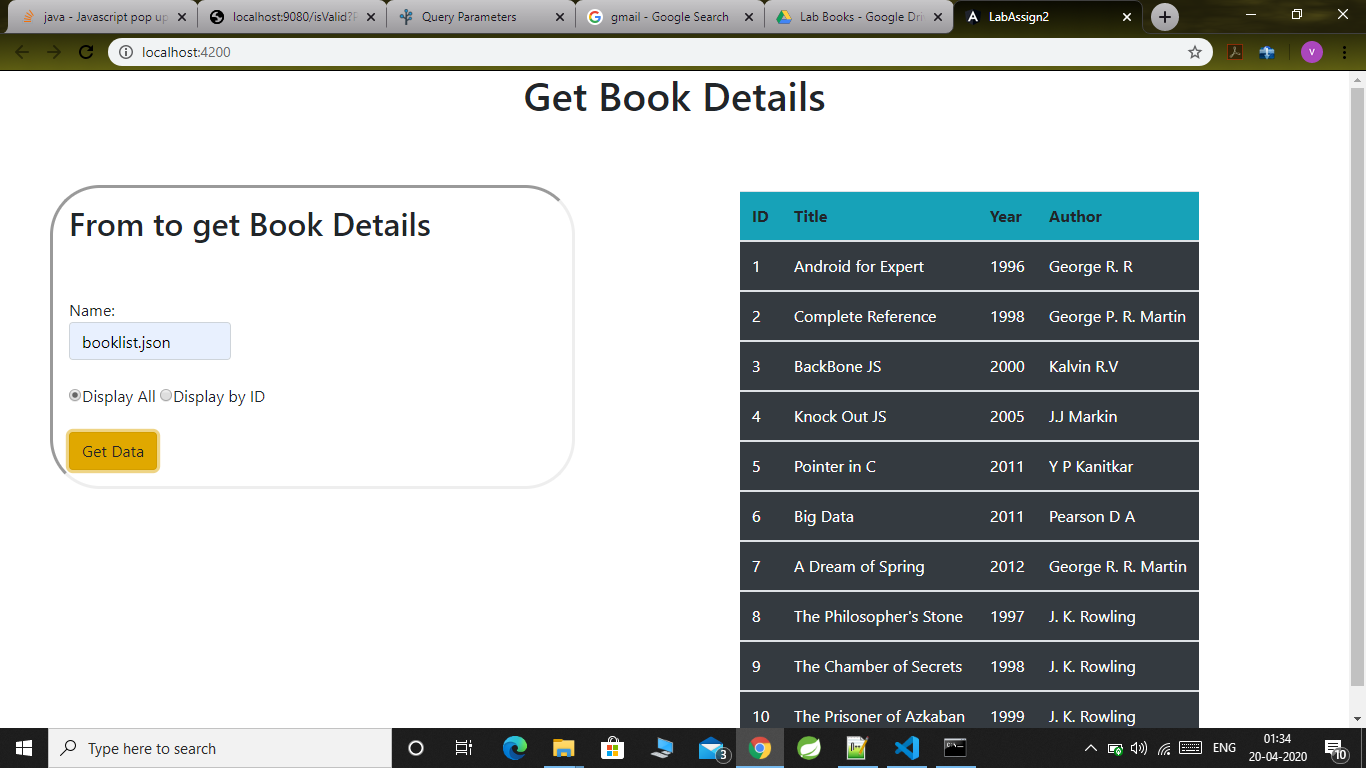 java - Javascript pop up
localhost:9080/isValid?
Query Parameters
gmail - Google Search
Lab Books - Google Dri
LabAssign2
localhost:4200
V
Get Book Details
From to get Book Details
Name:
booklist.json
Display All Display by ID
Get Data
ID Title Year Author
1 Android for Expert 1996 George R. R
2 Complete Reference 1998 George P. R. Martin
3 BackBone JS 2000 Kalvin R.V
4 Knock Out JS 2005 J.J Markin
5 Pointer in C 2011 Y P Kanitkar
6 Big Data 2011 Pearson D A
7 A Dream of Spring 2012 George R. R. Martin
8 The Philosopher's Stone 1997 J. K. Rowling
9 The Chamber of Secrets 1998 J. K. Rowling
10 The Prisoner of Azkaban 1999 J. K. Rowling
Type here to search
3
ENG
01:34
20-04-2020
10